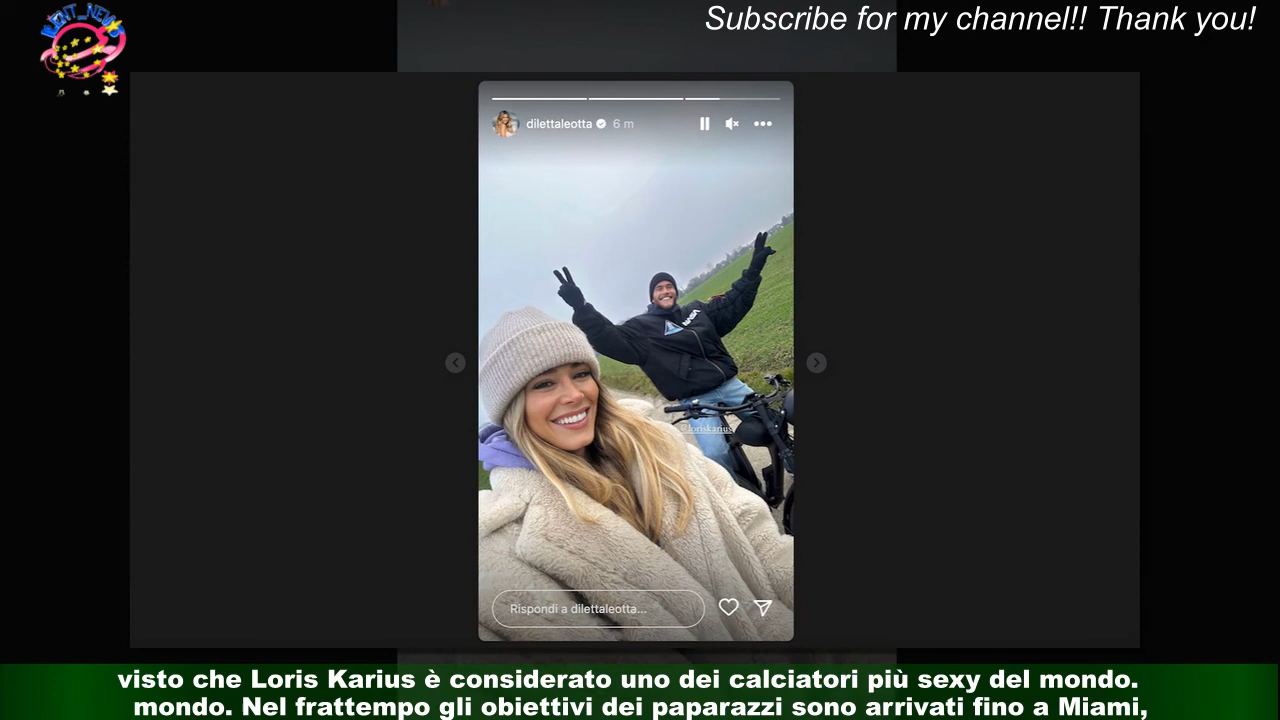 Subscribe for my channel!! Thank you!
dilettaleotta 6 m
NASA
@loriskarius
Rispondi a dilettaleotta...
visto che Loris Karius è considerato uno dei calciatori più sexy del mondo.
mondo. Nel frattempo gli obiettivi dei paparazzi sono arrivati fino a Miami,